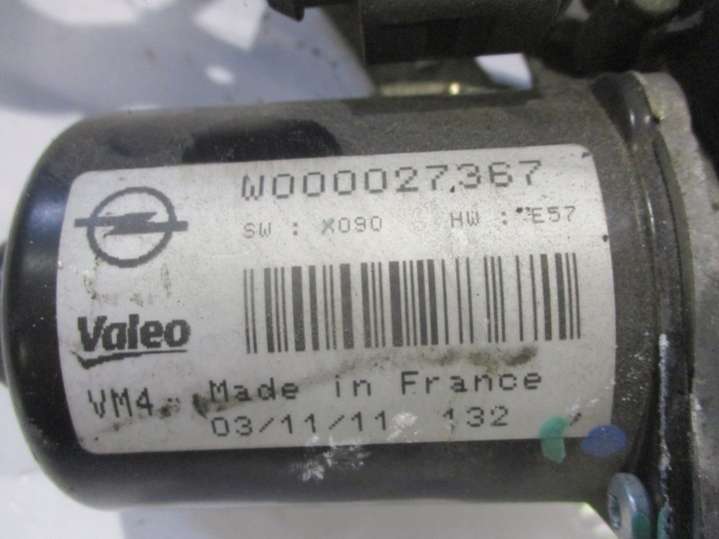 W000027367
SW : X090 HW : E57
Valeo
VM4 Made in France
03/11/11 132